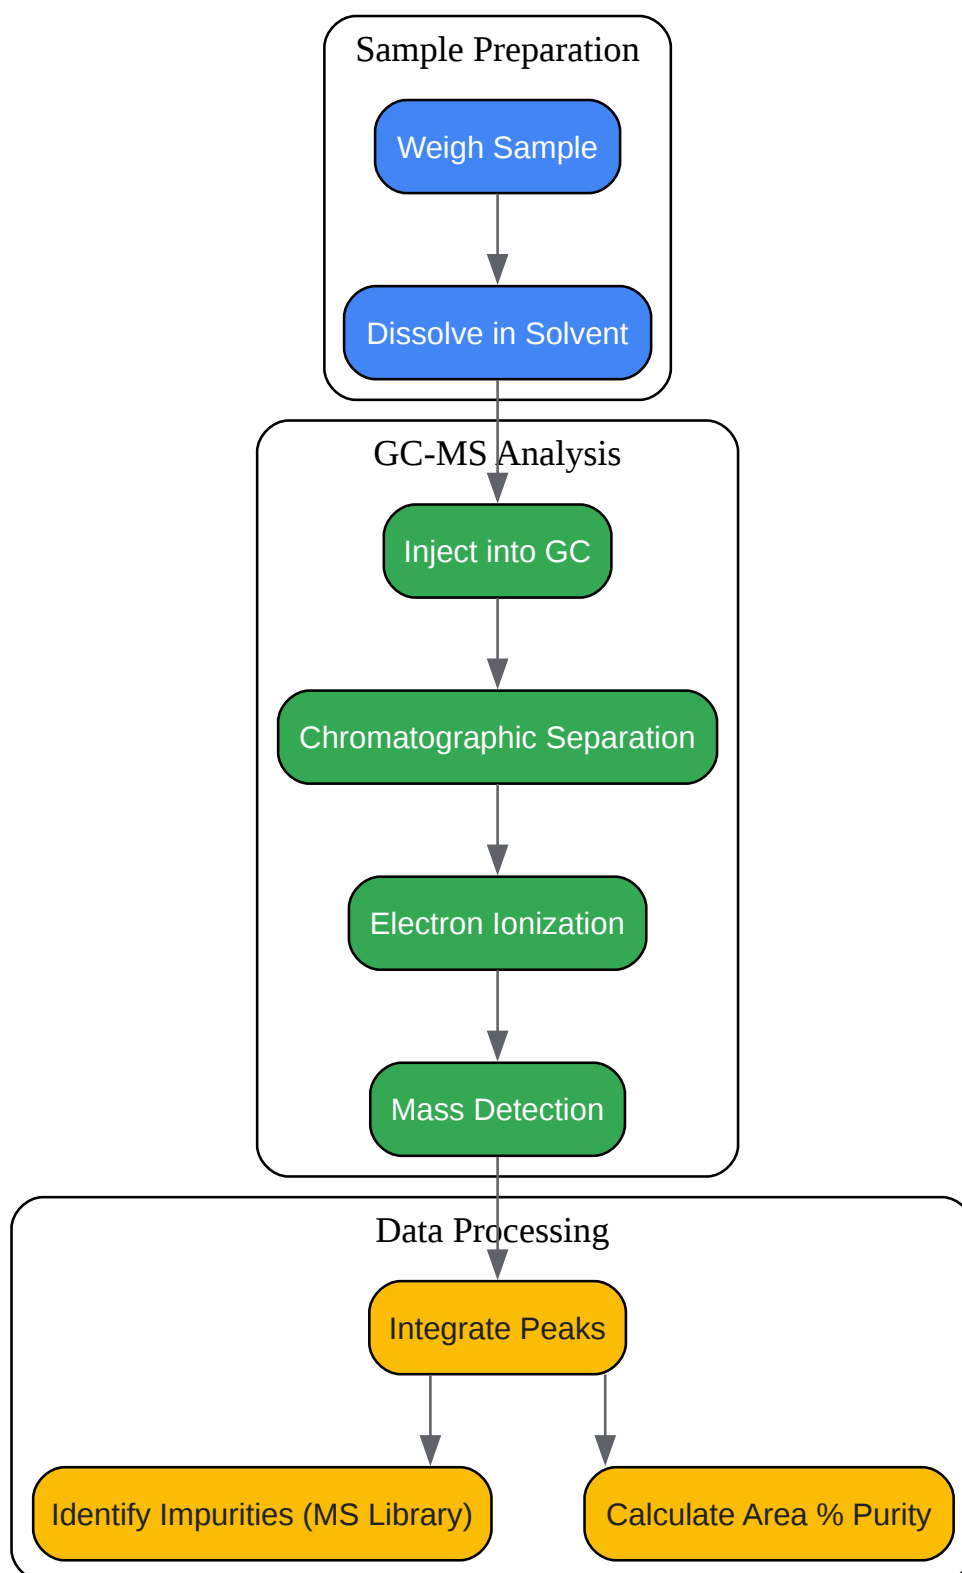 Sample Preparation
Weigh Sample
Dissolve in Solvent
GC-MS Analysis
Inject into GC
Chromatographic Separation
Electron Ionization
Mass Detection
Data Processing
Integrate Peaks
Identify Impurities (MS Library)
Calculate Area % Purity